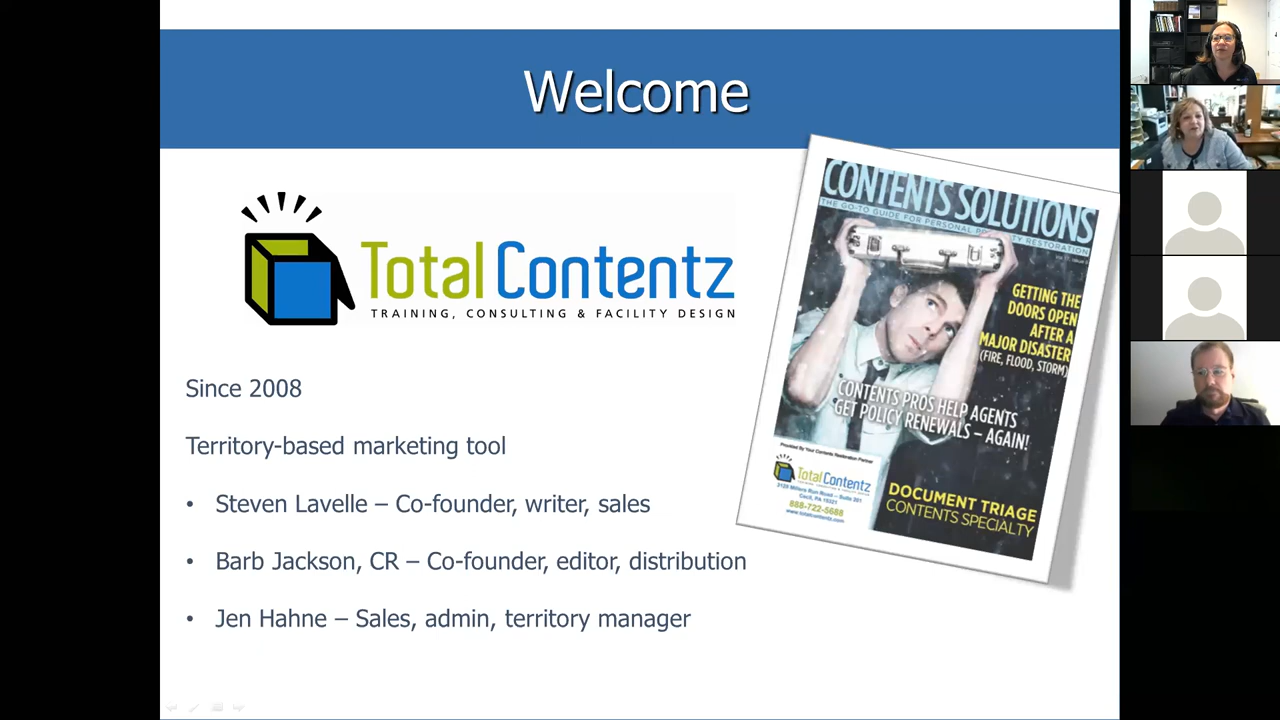 Welcome
Total Contentz
TRAINING, CONSULTING & FACILITY DESIGN
Since 2008
Territory-based marketing tool
• Steven Lavelle – Co-founder, writer, sales
• Barb Jackson, CR – Co-founder, editor, distribution
• Jen Hahne – Sales, admin, territory manager
CONTENTS SOLUTIONS
THE GO-TO GUIDE FOR PERSONAL PROPERTY RESTORATION
GETTING THE
DOORS OPEN
AFTER A
MAJOR DISASTER
(FIRE, FLOOD, STORM)
CONTENTS PROS HELP AGENTS
GET POLICY RENEWALS – AGAIN!
Provided By Your Contents Restoration Partner
Total Contentz
3129 Millers Run Road – Suite 201
Cecil, PA 15321
888-722-5688
www.totalcontentz.com
DOCUMENT TRIAGE
CONTENTS SPECIALTY